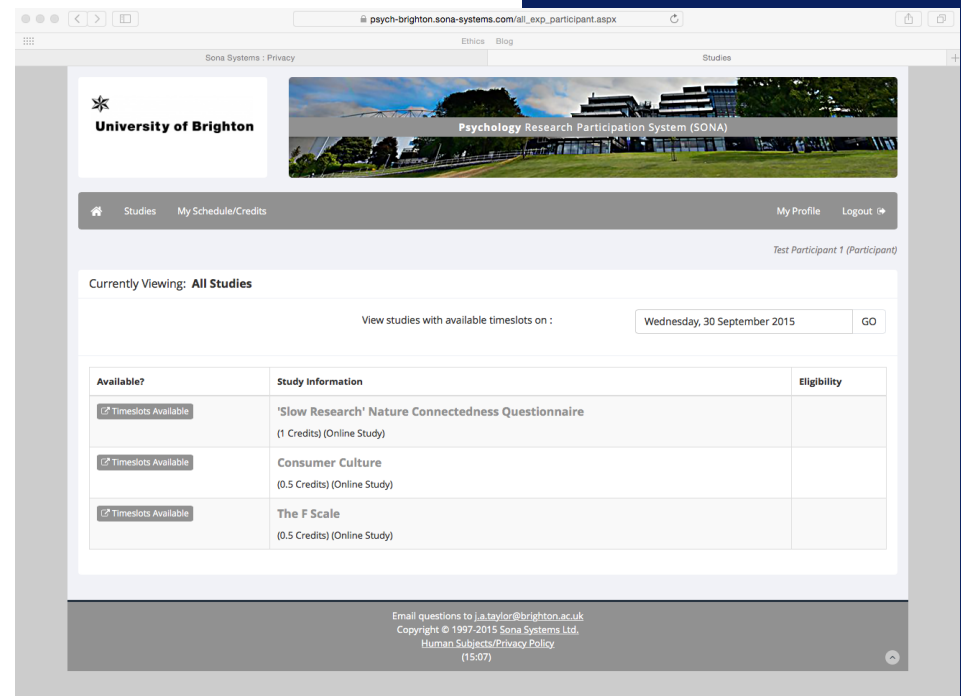 psych-brighton.sona-systems.com/all_exp_participant.aspx
Ethics Blog
Sona Systems : Privacy Studies
University of Brighton
Psychology Research Participation System (SONA)
Studies My Schedule/Credits My Profile Logout
Test Participant 1 (Participant)
Currently Viewing: All Studies
View studies with available timeslots on : Wednesday, 30 September 2015 GO
Available? Study Information Eligibility
Timeslots Available 'Slow Research' Nature Connectedness Questionnaire
(1 Credits) (Online Study)
Timeslots Available Consumer Culture
(0.5 Credits) (Online Study)
Timeslots Available The F Scale
(0.5 Credits) (Online Study)
Email questions to j.a.taylor@brighton.ac.uk
Copyright © 1997-2015 Sona Systems Ltd.
Human Subjects/Privacy Policy
(15:07)